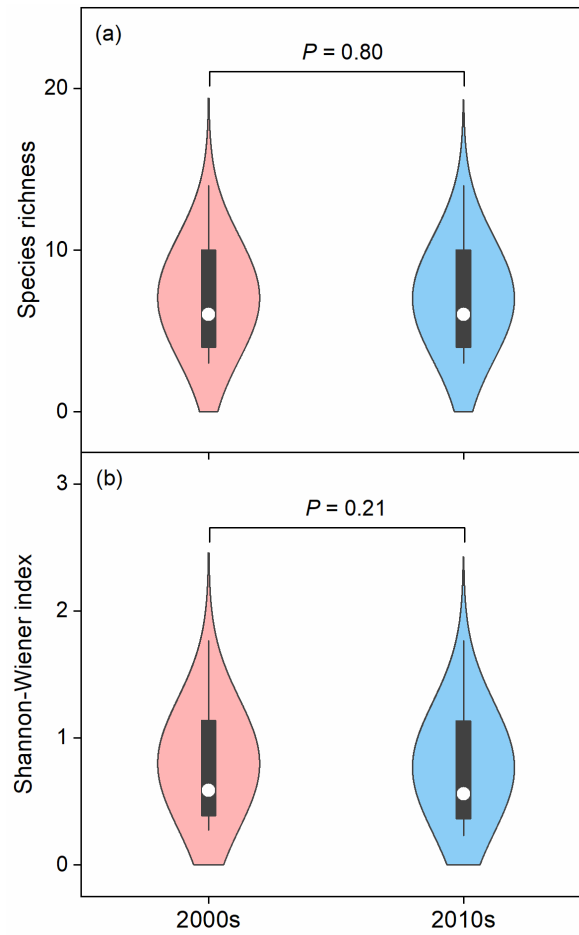 (a)
P = 0.80
20
10
0
Species richness
(b)
P = 0.21
3
2
1
0
Shannon-Wiener index
2000s 2010s